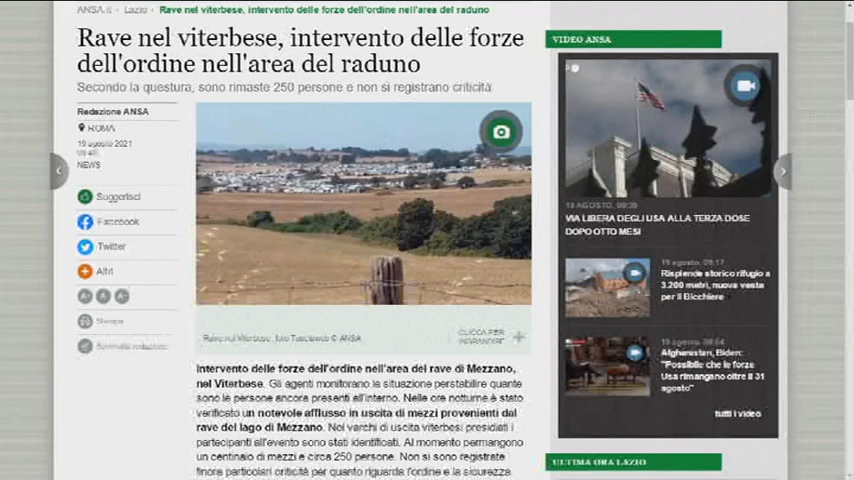 ANSA.it › Lazio › Rave nel viterbese, intervento delle forze dell'ordine nell'area del raduno
Rave nel viterbese, intervento delle forze
dell'ordine nell'area del raduno
Secondo la questura, sono rimaste 250 persone e non si registrano criticità
Redazione ANSA
ROMA
19 agosto 2021
NEWS
Suggerisci
Facebook
Twitter
Altri
A- A A+
Stampa
Scrivi alla redazione
Rave nel Viterbese, foto Tusciaweb © ANSA
CLICCA PER
INGRANDIRE
Intervento delle forze dell'ordine nell'area del rave di Mezzano,
nel Viterbese. Gli agenti monitorano la situazione perstabilire quante
sono le persone ancora presenti all'interno. Nelle ore notturne è stato
verificato un notevole afflusso in uscita di mezzi provenienti dal
rave del lago di Mezzano. Nei varchi di uscita viterbesi presidiati i
partecipanti all'evento sono stati identificati. Al momento permangono
un centinaio di mezzi e circa 250 persone. Non si sono registrate
finora particolari criticità per quanto riguarda l'ordine e la sicurezza
VIDEO ANSA
VIA LIBERA DEGLI USA ALLA TERZA DOSE
DOPO OTTO MESI
19 agosto, 09:17
Risplende storico rifugio a
3.200 metri, nuova vesta
per il Bicchiere
19 agosto, 08:54
Afghanistan, Biden:
"Possibile che le forze
Usa rimangano oltre il 31
agosto"
tutti i video
ULTIMA ORA LAZIO